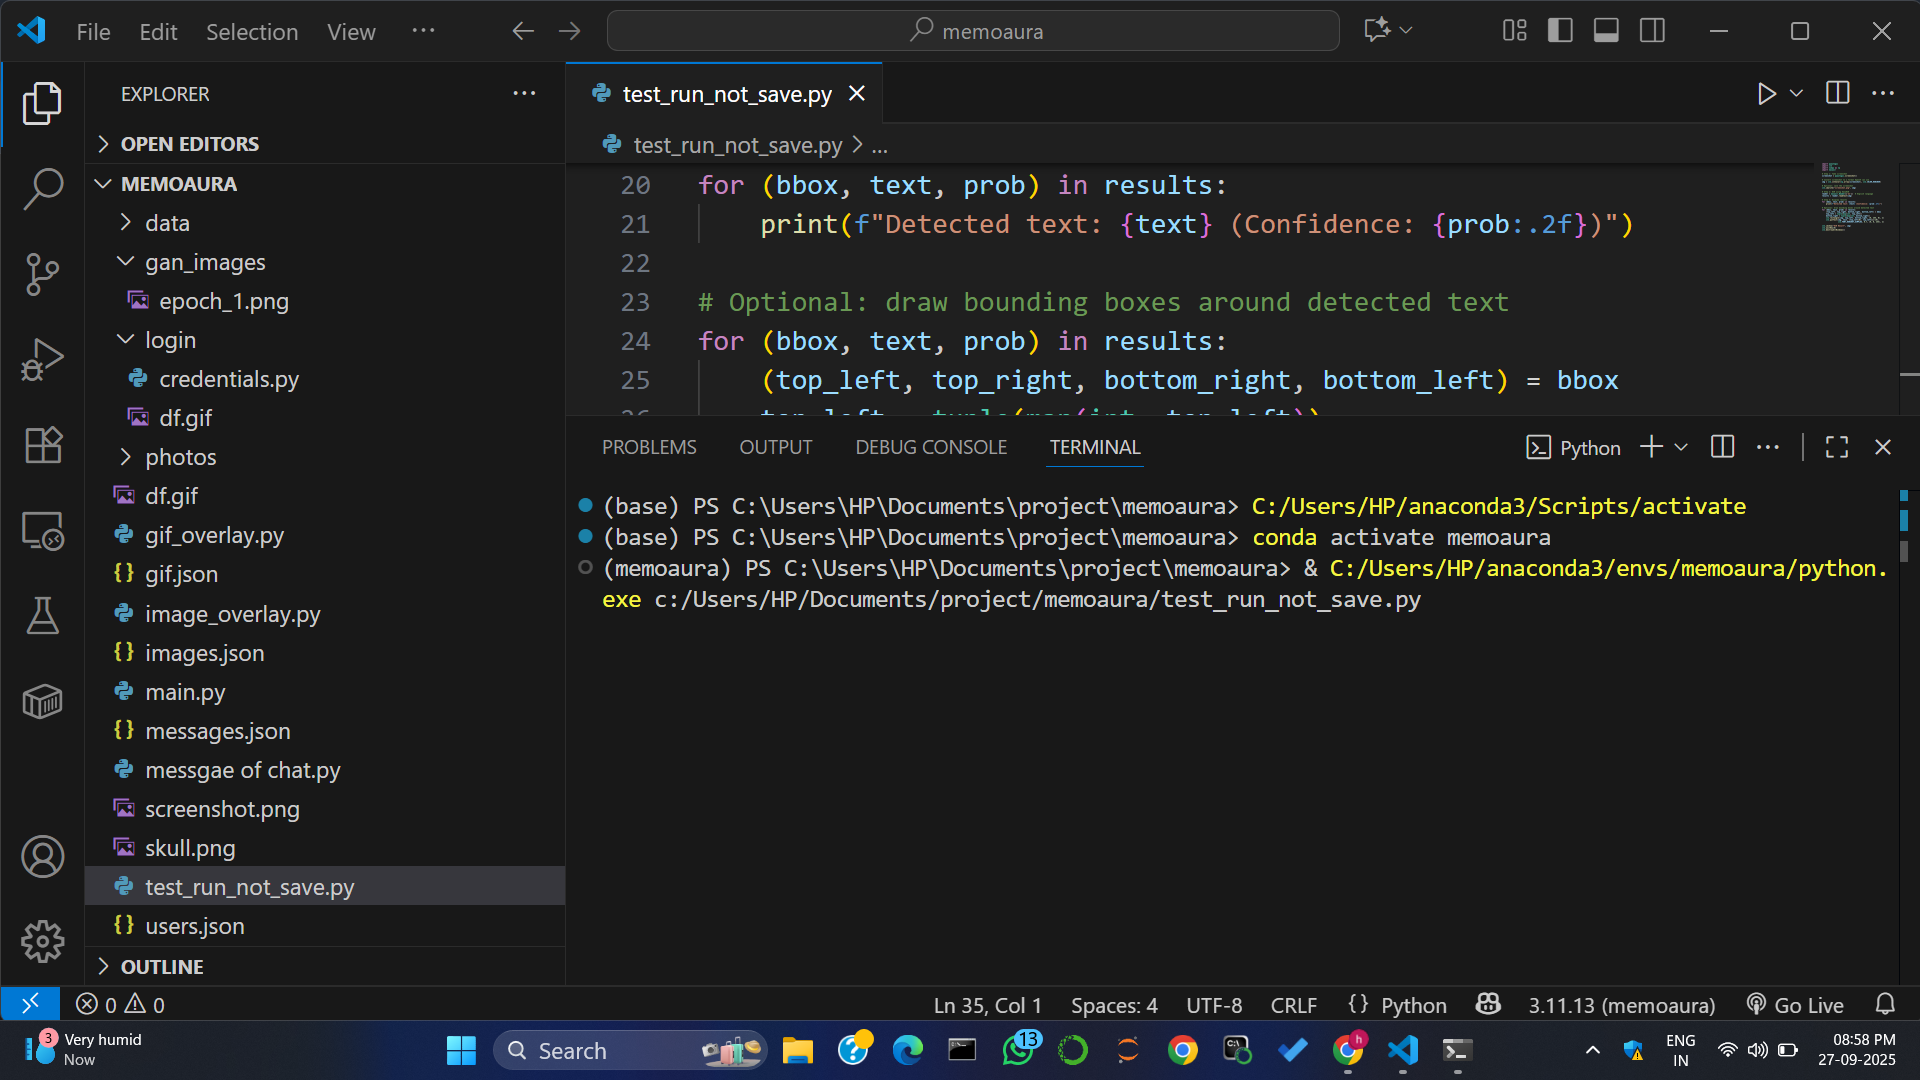 File Edit Selection View ··· memoaura
EXPLORER ···
OPEN EDITORS
MEMOAURA
data
gan_images
epoch_1.png
login
credentials.py
df.gif
photos
df.gif
gif_overlay.py
{} gif.json
image_overlay.py
{} images.json
main.py
{} messages.json
messgae of chat.py
screenshot.png
skull.png
test_run_not_save.py
{} users.json
OUTLINE
test_run_not_save.py
test_run_not_save.py > ...
20 for (bbox, text, prob) in results:
21 print(f"Detected text: {text} (Confidence: {prob:.2f})")
22
23 # Optional: draw bounding boxes around detected text
24 for (bbox, text, prob) in results:
25 (top_left, top_right, bottom_right, bottom_left) = bbox
26 top_left = tuple(map(int, top_left))
PROBLEMS OUTPUT DEBUG CONSOLE TERMINAL Python
(base) PS C:\Users\HP\Documents\project\memoaura> C:/Users/HP/anaconda3/Scripts/activate
(base) PS C:\Users\HP\Documents\project\memoaura> conda activate memoaura
(memoaura) PS C:\Users\HP\Documents\project\memoaura> & C:/Users/HP/anaconda3/envs/memoaura/python.
exe c:/Users/HP/Documents/project/memoaura/test_run_not_save.py
0 0 Ln 35, Col 1 Spaces: 4 UTF-8 CRLF {} Python 3.11.13 (memoaura) Go Live
3 Very humid
Now
Search
13
h
ENG
IN
08:58 PM
27-09-2025